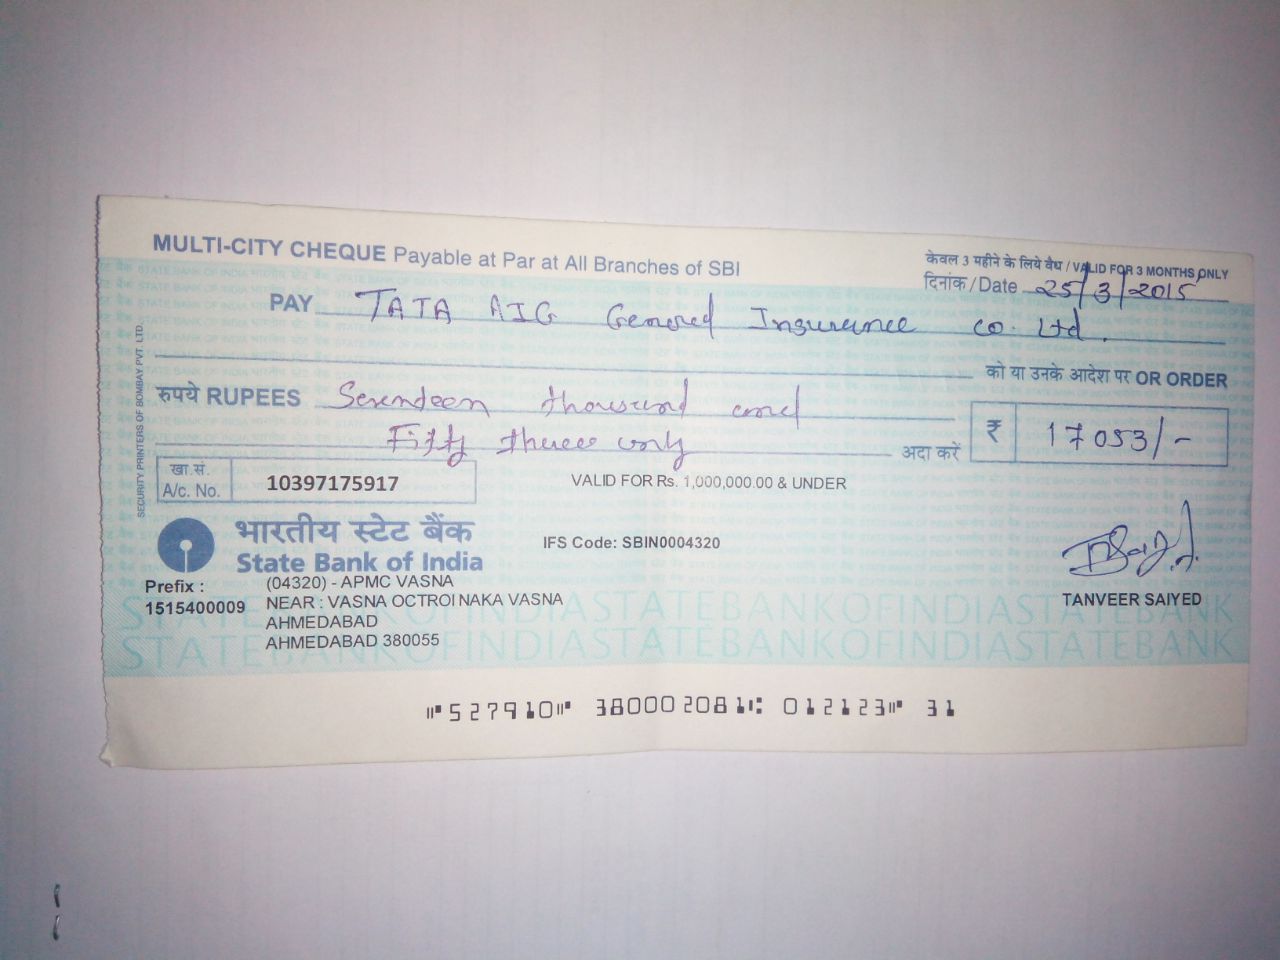 MULTI-CITY CHEQUE Payable at Par at All Branches of SBI
केवल 3 महीने के लिये वैध / VALID FOR 3 MONTHS ONLY
दिनांक / Date 25/3/2015
PAY TATA AIG General Insurance co. Ltd.
को या उनके आदेश पर OR ORDER
रुपये RUPEES Seventeen thousand and
Fifty three only अदा करें
₹ 17053/-
खा.सं.
A/c. No. 10397175917
VALID FOR Rs. 1,000,000.00 & UNDER
SECURITY PRINTERS OF BOMBAY PVT. LTD.
भारतीय स्टेट बैंक
State Bank of India
IFS Code: SBIN0004320
Prefix :
1515400009
(04320) - APMC VASNA
NEAR : VASNA OCTROI NAKA VASNA
AHMEDABAD
AHMEDABAD 380055
TANVEER SAIYED
STATEBANKOFINDIASTATEBANKOFINDIASTATEBANK
STATEBANKOFINDIASTATEBANKOFINDIASTATEBANK
⑈527910⑈ 380002081⑆ 012123⑈ 31